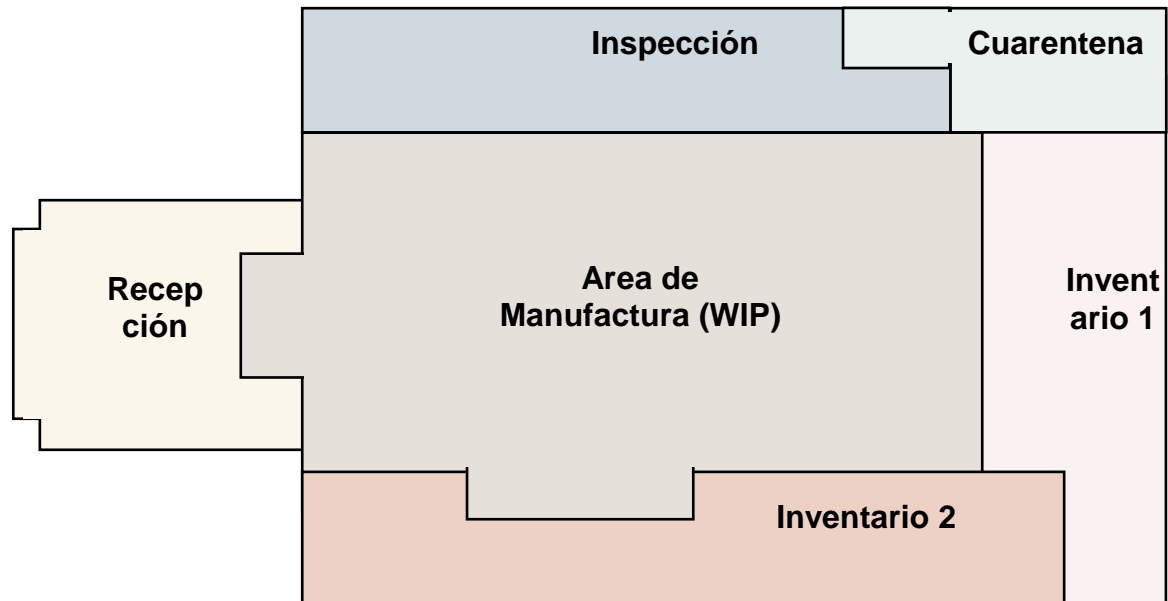 Inspección
Cuarentena
Recep
ción
Area de
Manufactura (WIP)
Invent
ario 1
Inventario 2